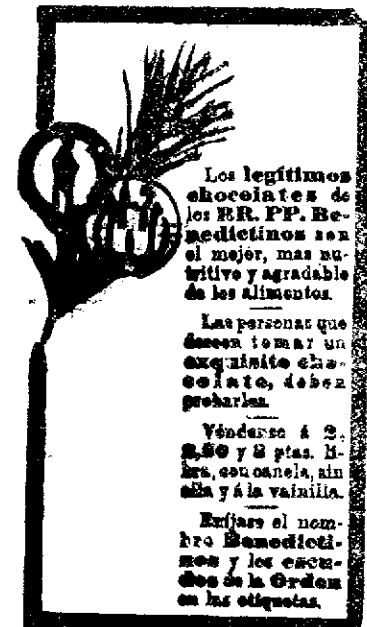 Los legítimos
chocolates de
los RR. PP. Be-
nedictinos son
el mejor, mas nu-
tritivo y agradable
de los alimentos.
Las personas que
deseen tomar un
exquisito cho-
colate, deben
probarlos.
Véndense á 2,
2,50 y 3 ptas. li-
bra, con canela, sin
ella y á la vainilla.
Exíjase el nom-
bre Benedicti-
nos y los escu-
dos de la Orden
en las etiquetas.